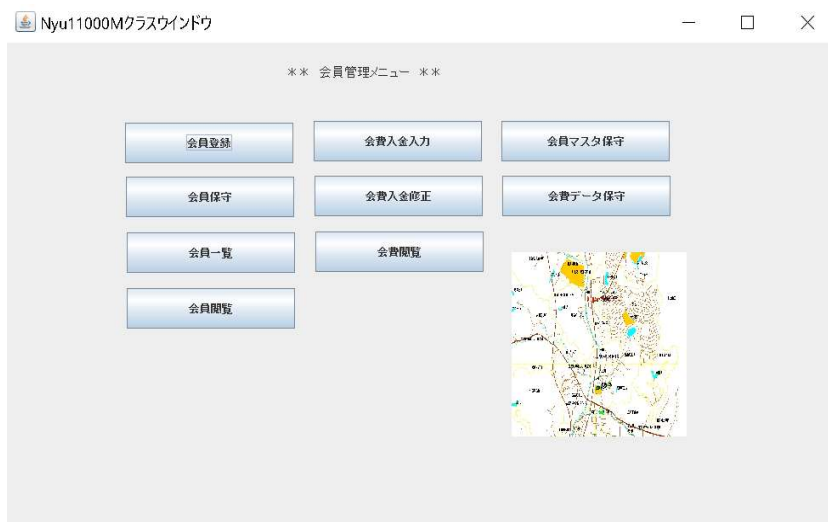 Nyu11000Mクラスウインドウ
** 会員管理メニュー **
会員登録 会費入金入力 会員マスタ保守
会員保守 会費入金修正 会費データ保守
会員一覧 会費閲覧
会員閲覧